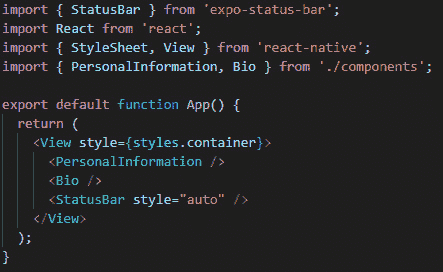 import { StatusBar } from 'expo-status-bar';
import React from 'react';
import { StyleSheet, View } from 'react-native';
import { PersonalInformation, Bio } from './components';

export default function App() {
  return (
    <View style={styles.container}>
      <PersonalInformation />
      <Bio />
      <StatusBar style="auto" />
    </View>
  );
}